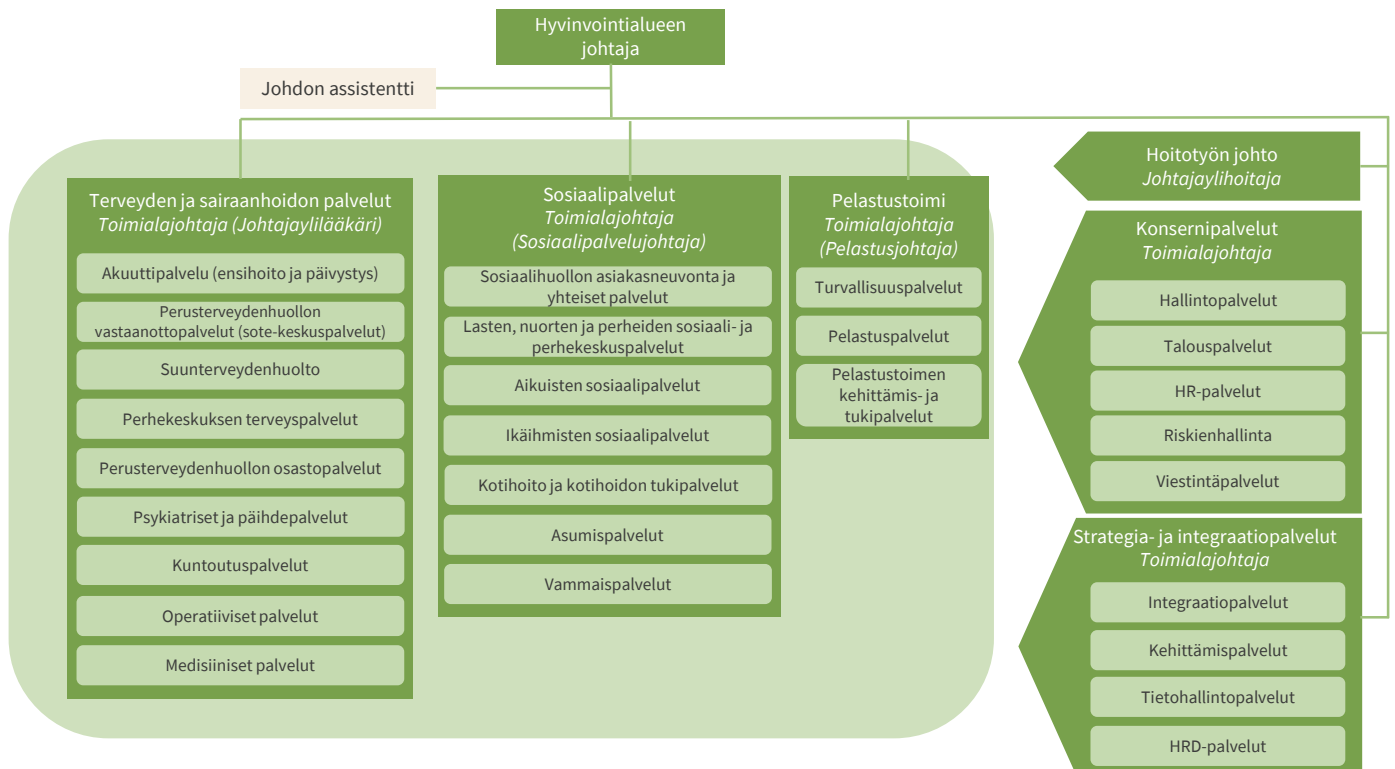 Hyvinvointialueen
johtaja
Johdon assistentti
Terveyden ja sairaanhoidon palvelut
Toimialajohtaja (Johtajaylilääkäri)
Akuuttipalvelu (ensihoito ja päivystys)
Perusterveydenhuollon
vastaanottopalvelut (sote-keskuspalvelut)
Suunterveydenhuolto
Perhekeskuksen terveyspalvelut
Perusterveydenhuollon osastopalvelut
Psykiatriset ja päihdepalvelut
Kuntoutuspalvelut
Operatiiviset palvelut
Medisiiniset palvelut
Sosiaalipalvelut
Toimialajohtaja
(Sosiaalipalvelujohtaja)
Sosiaalihuollon asiakasneuvonta ja
yhteiset palvelut
Lasten, nuorten ja perheiden sosiaali- ja
perhekeskuspalvelut
Aikuisten sosiaalipalvelut
Ikäihmisten sosiaalipalvelut
Kotihoito ja kotihoidon tukipalvelut
Asumispalvelut
Vammaispalvelut
Pelastustoimi
Toimialajohtaja
(Pelastusjohtaja)
Turvallisuuspalvelut
Pelastuspalvelut
Pelastustoimen
kehittämis- ja
tukipalvelut
Hoitotyön johto
Johtajaylihoitaja
Konsernipalvelut
Toimialajohtaja
Hallintopalvelut
Talouspalvelut
HR-palvelut
Riskienhallinta
Viestintäpalvelut
Strategia- ja integraatiopalvelut
Toimialajohtaja
Integraatiopalvelut
Kehittämispalvelut
Tietohallintopalvelut
HRD-palvelut